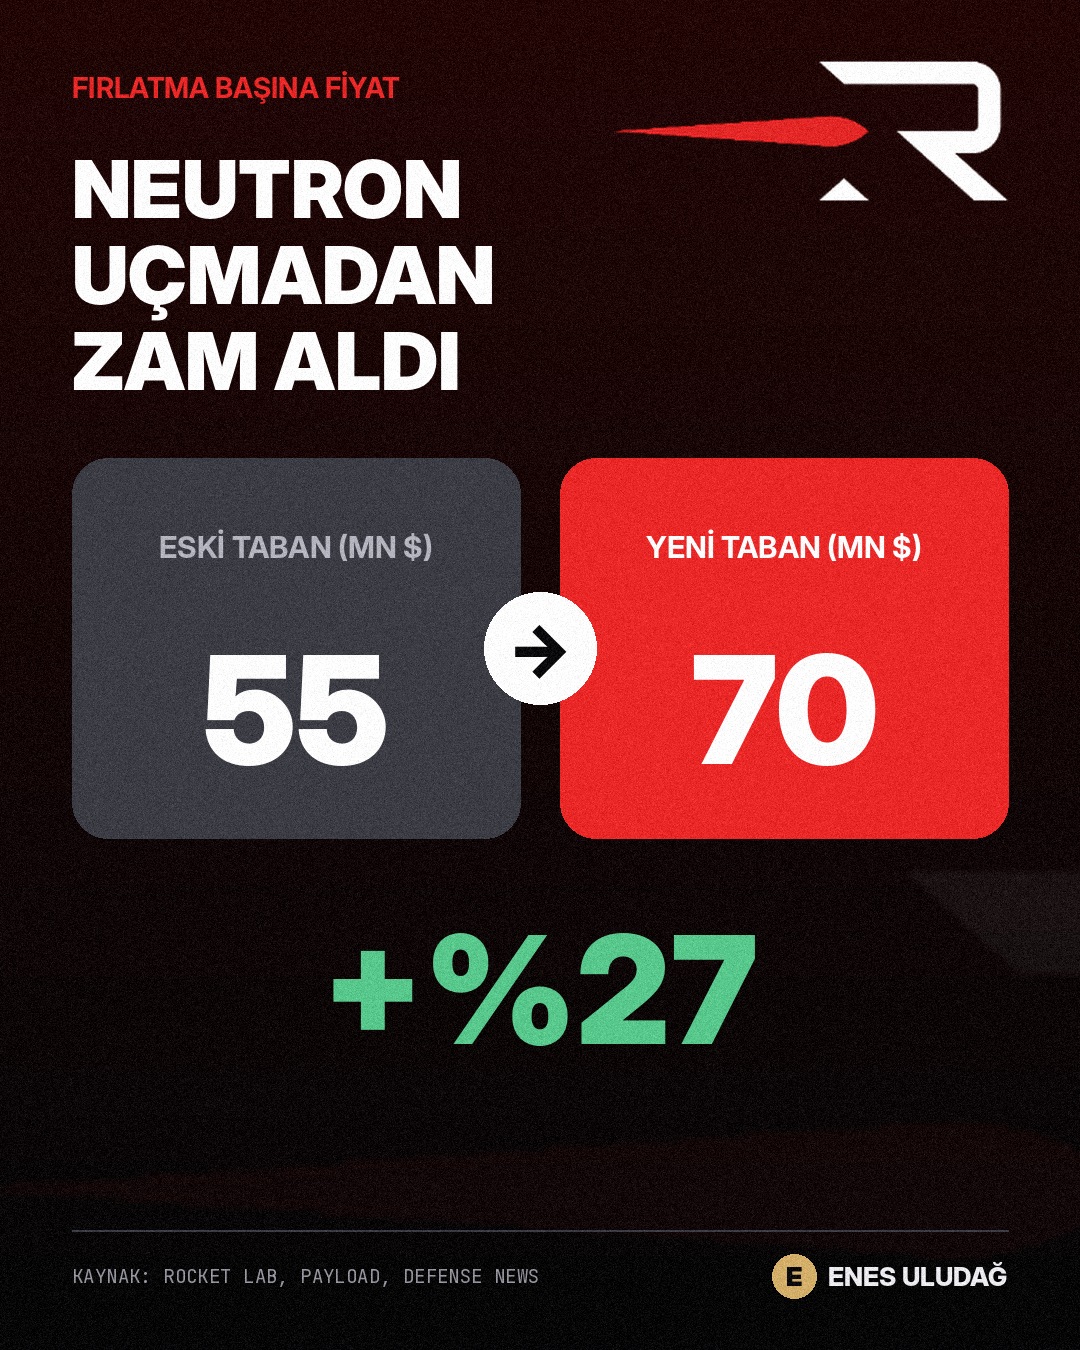 FIRLATMA BAŞINA FİYAT
NEUTRON
UÇMADAN
ZAM ALDI
ESKİ TABAN (MN $)
55
YENİ TABAN (MN $)
70
+%27
KAYNAK: ROCKET LAB, PAYLOAD, DEFENSE NEWS
E ENES ULUDAĞ